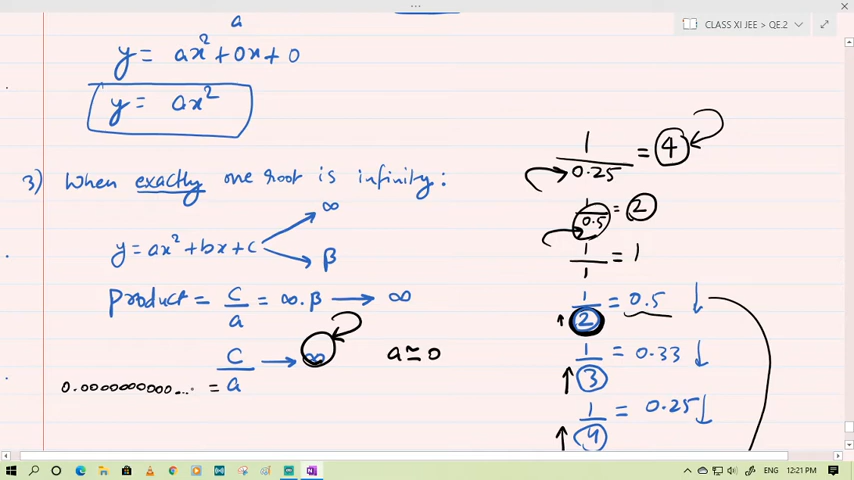 CLASS XI JEE > QE.2
a
y = ax² + 0x + 0
y = ax²
3) When exactly one root is infinity:
∞
y = ax² + bx + c
β
product = c/a = ∞.β → ∞
c/a → ∞
a ≃ 0
0.00000000000... = a
1/0.25 = 4
1/0.5 = 2
1/1 = 1
1/2 = 0.5 ↓
↑ 1/3 = 0.33 ↓
↑ 1/4 = 0.25 ↓
ENG 12:21 PM